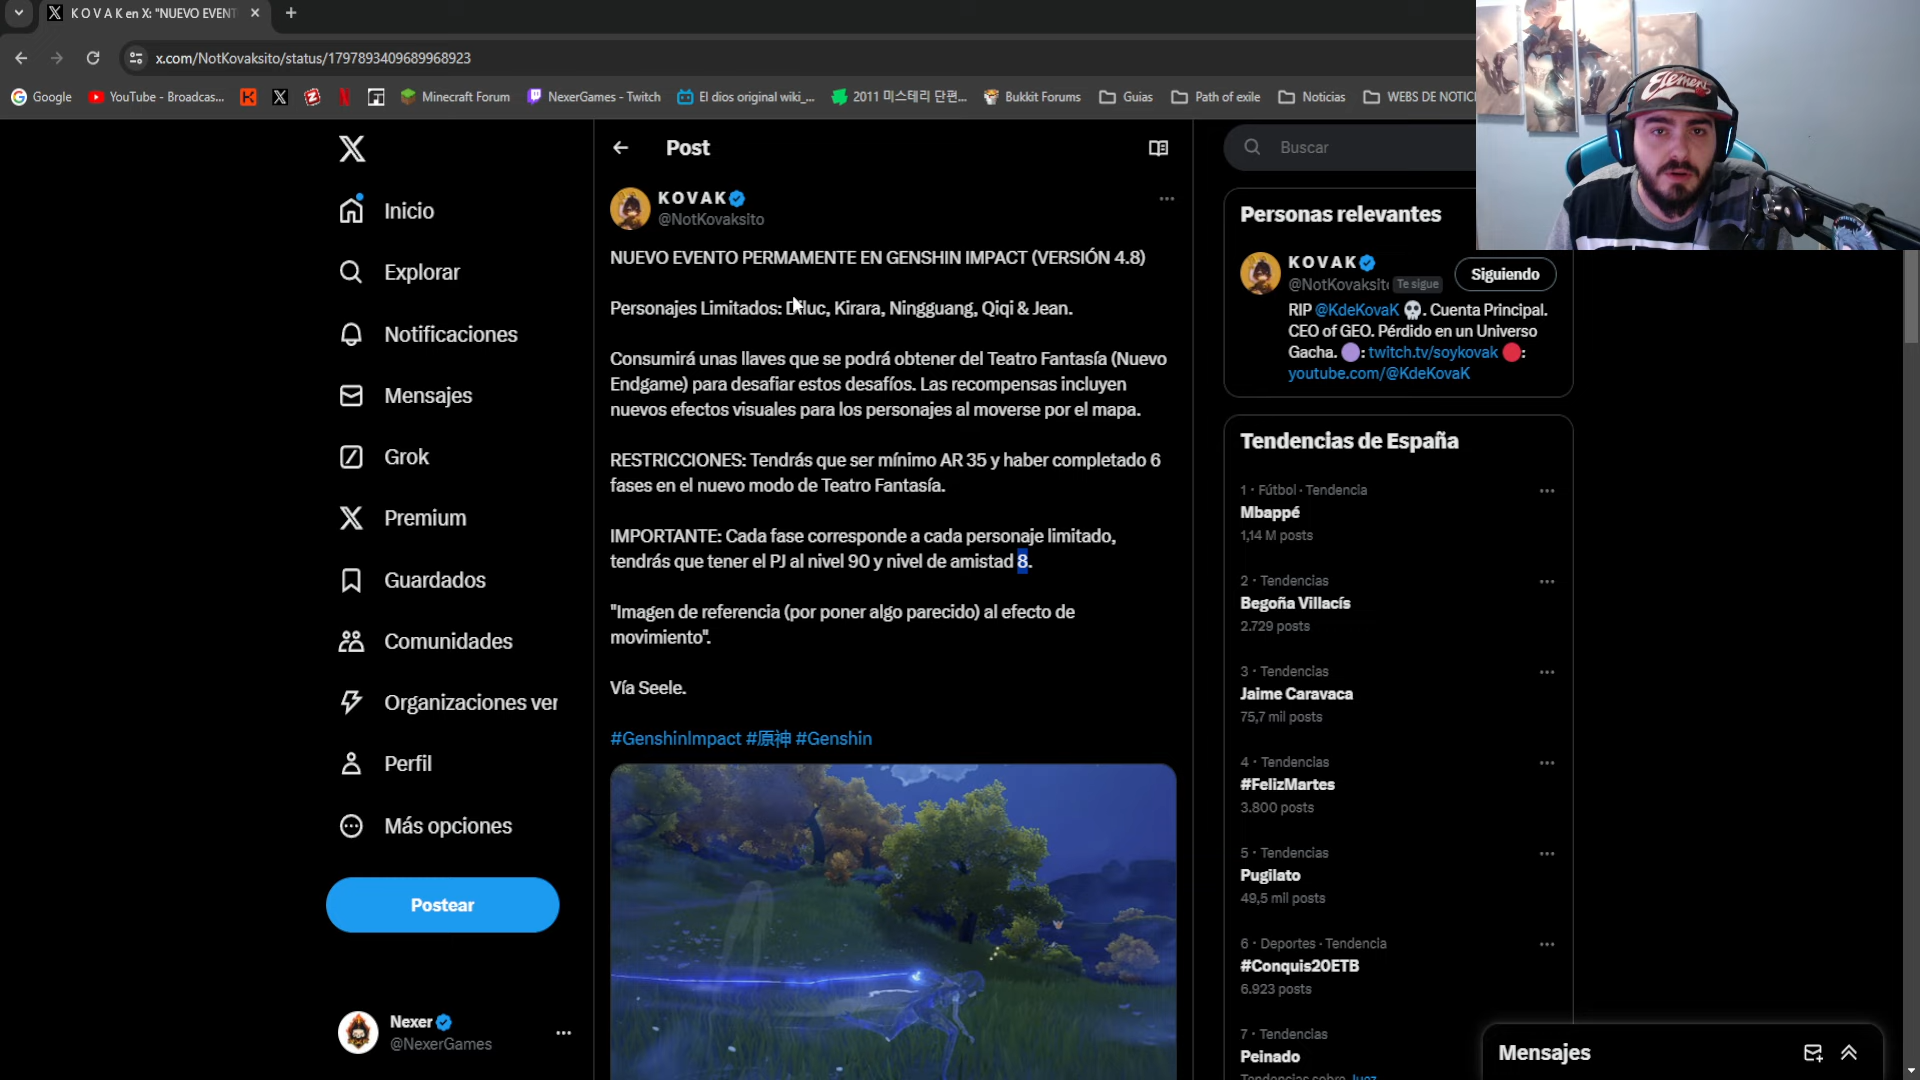 K O V A K en X: "NUEVO EVENT
x.com/NotKovaksito/status/1797893409689968923
Google
YouTube - Broadcas...
Minecraft Forum
NexerGames - Twitch
El dios original wiki_...
2011 미스테리 단편...
Bukkit Forums
Guias
Path of exile
Noticias
WEBS DE NOTIC
Element
Inicio
Explorar
Notificaciones
Mensajes
Grok
Premium
Guardados
Comunidades
Organizaciones ver
Perfil
Más opciones
Postear
Nexer
@NexerGames
Post
K O V A K
@NotKovaksito
NUEVO EVENTO PERMAMENTE EN GENSHIN IMPACT (VERSIÓN 4.8)
Personajes Limitados: Diluc, Kirara, Ningguang, Qiqi & Jean.
Consumirá unas llaves que se podrá obtener del Teatro Fantasía (Nuevo
Endgame) para desafiar estos desafíos. Las recompensas incluyen
nuevos efectos visuales para los personajes al moverse por el mapa.
RESTRICCIONES: Tendrás que ser mínimo AR 35 y haber completado 6
fases en el nuevo modo de Teatro Fantasía.
IMPORTANTE: Cada fase corresponde a cada personaje limitado,
tendrás que tener el PJ al nivel 90 y nivel de amistad 8.
"Imagen de referencia (por poner algo parecido) al efecto de
movimiento".
Vía Seele.
#GenshinImpact #原神 #Genshin
Buscar
Personas relevantes
K O V A K
@NotKovaksit Te sigue
Siguiendo
RIP @KdeKovaK 💀. Cuenta Principal.
CEO of GEO. Pérdido en un Universo
Gacha. 🟣: twitch.tv/soykovak 🔴:
youtube.com/@KdeKovaK
Tendencias de España
1 · Fútbol · Tendencia
Mbappé
1,14 M posts
2 · Tendencias
Begoña Villacís
2.729 posts
3 · Tendencias
Jaime Caravaca
75,7 mil posts
4 · Tendencias
#FelizMartes
3.800 posts
5 · Tendencias
Pugilato
49,5 mil posts
6 · Deportes · Tendencia
#Conquis20ETB
6.923 posts
7 · Tendencias
Peinado
Tendencias sobre Juez
Mensajes